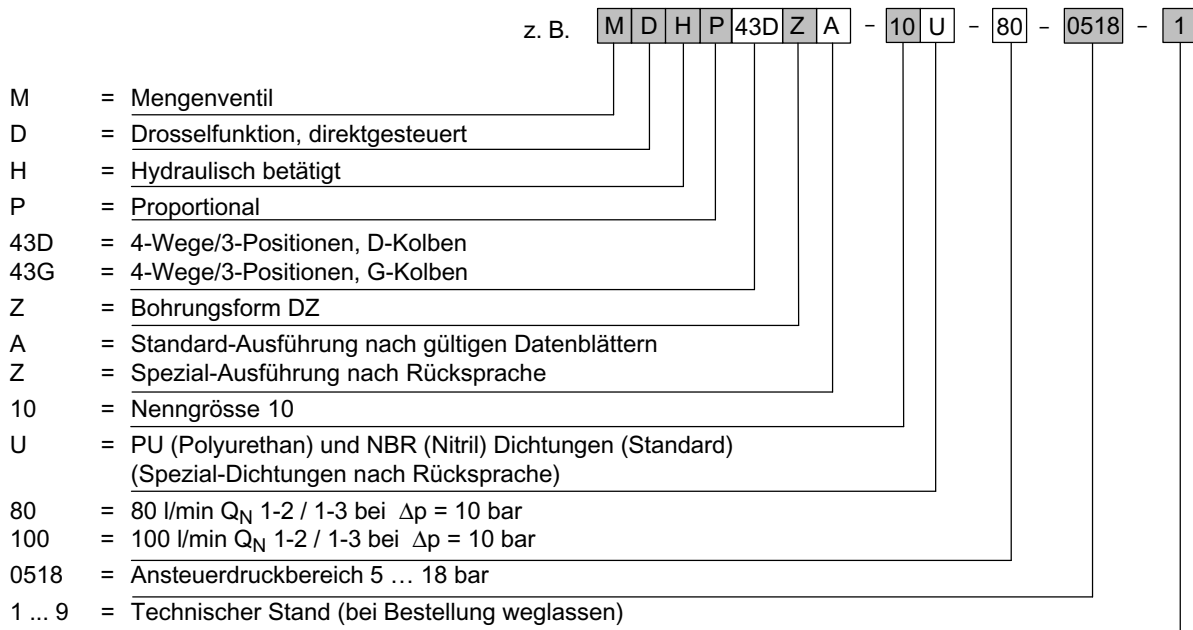 z. B. M D H P 43D Z A - 10 U - 80 - 0518 - 1
M = Mengenventil
D = Drosselfunktion, direktgesteuert
H = Hydraulisch betätigt
P = Proportional
43D = 4-Wege/3-Positionen, D-Kolben
43G = 4-Wege/3-Positionen, G-Kolben
Z = Bohrungsform DZ
A = Standard-Ausführung nach gültigen Datenblättern
Z = Spezial-Ausführung nach Rücksprache
10 = Nenngrösse 10
U = PU (Polyurethan) und NBR (Nitril) Dichtungen (Standard)
(Spezial-Dichtungen nach Rücksprache)
80 = 80 l/min QN 1-2 / 1-3 bei Δp = 10 bar
100 = 100 l/min QN 1-2 / 1-3 bei Δp = 10 bar
0518 = Ansteuerdruckbereich 5 … 18 bar
1 ... 9 = Technischer Stand (bei Bestellung weglassen)